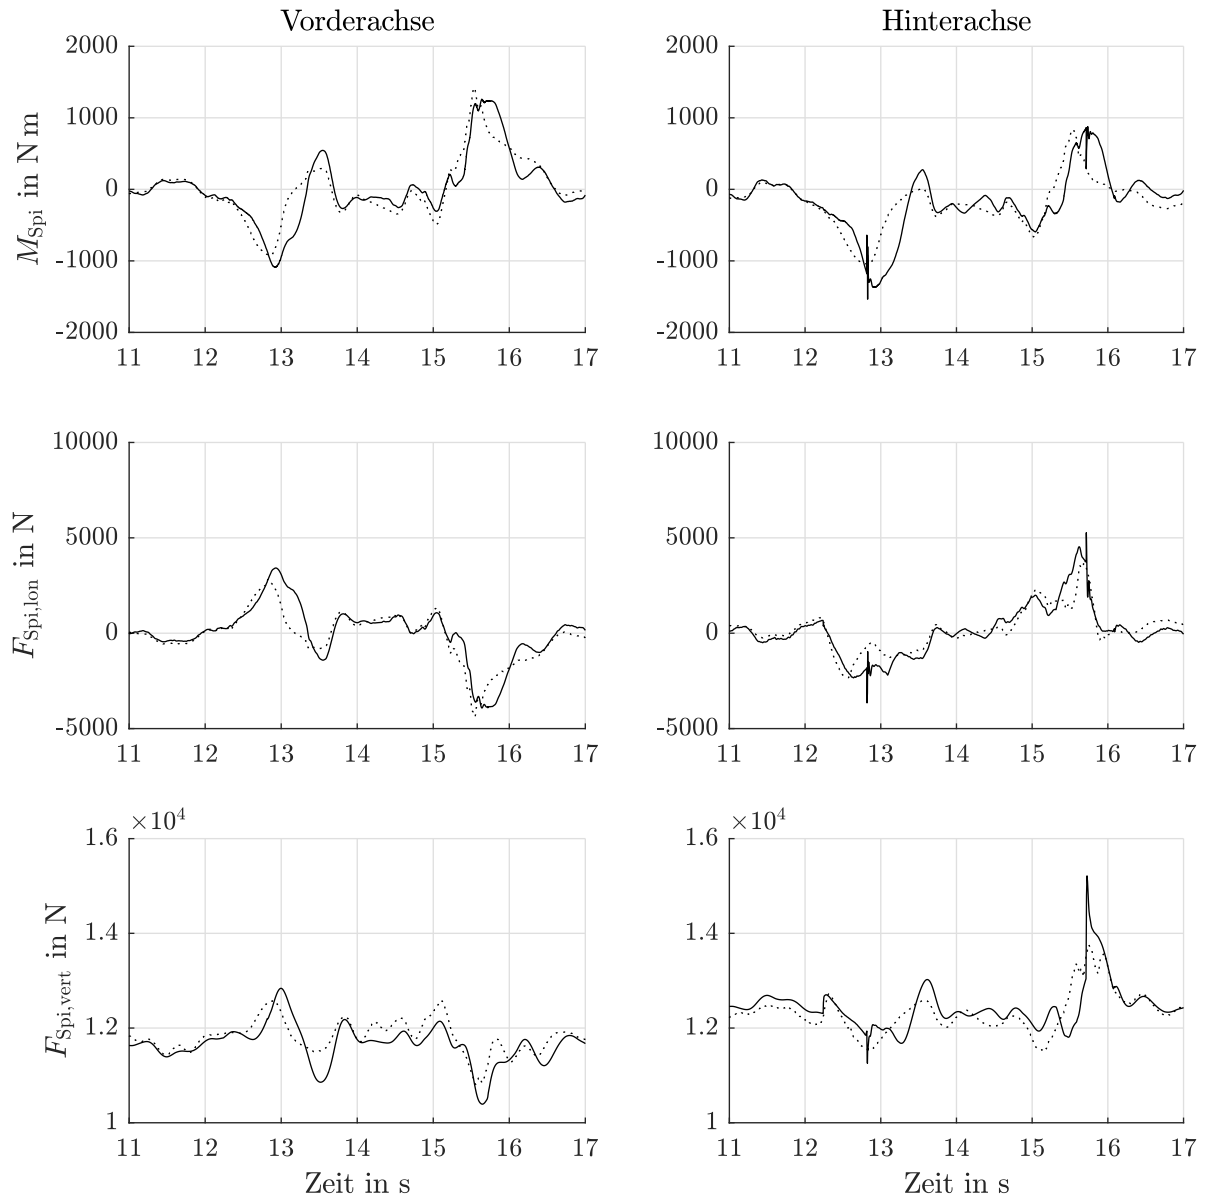 Vorderachse
Hinterachse
M_Spi in N m
2000
1000
0
-1000
-2000
11 12 13 14 15 16 17
2000
1000
0
-1000
-2000
11 12 13 14 15 16 17
F_Spi,lon in N
10000
5000
0
-5000
11 12 13 14 15 16 17
10000
5000
0
-5000
11 12 13 14 15 16 17
F_Spi,vert in N
×10⁴
1.6
1.4
1.2
1
11 12 13 14 15 16 17
Zeit in s
×10⁴
1.6
1.4
1.2
1
11 12 13 14 15 16 17
Zeit in s